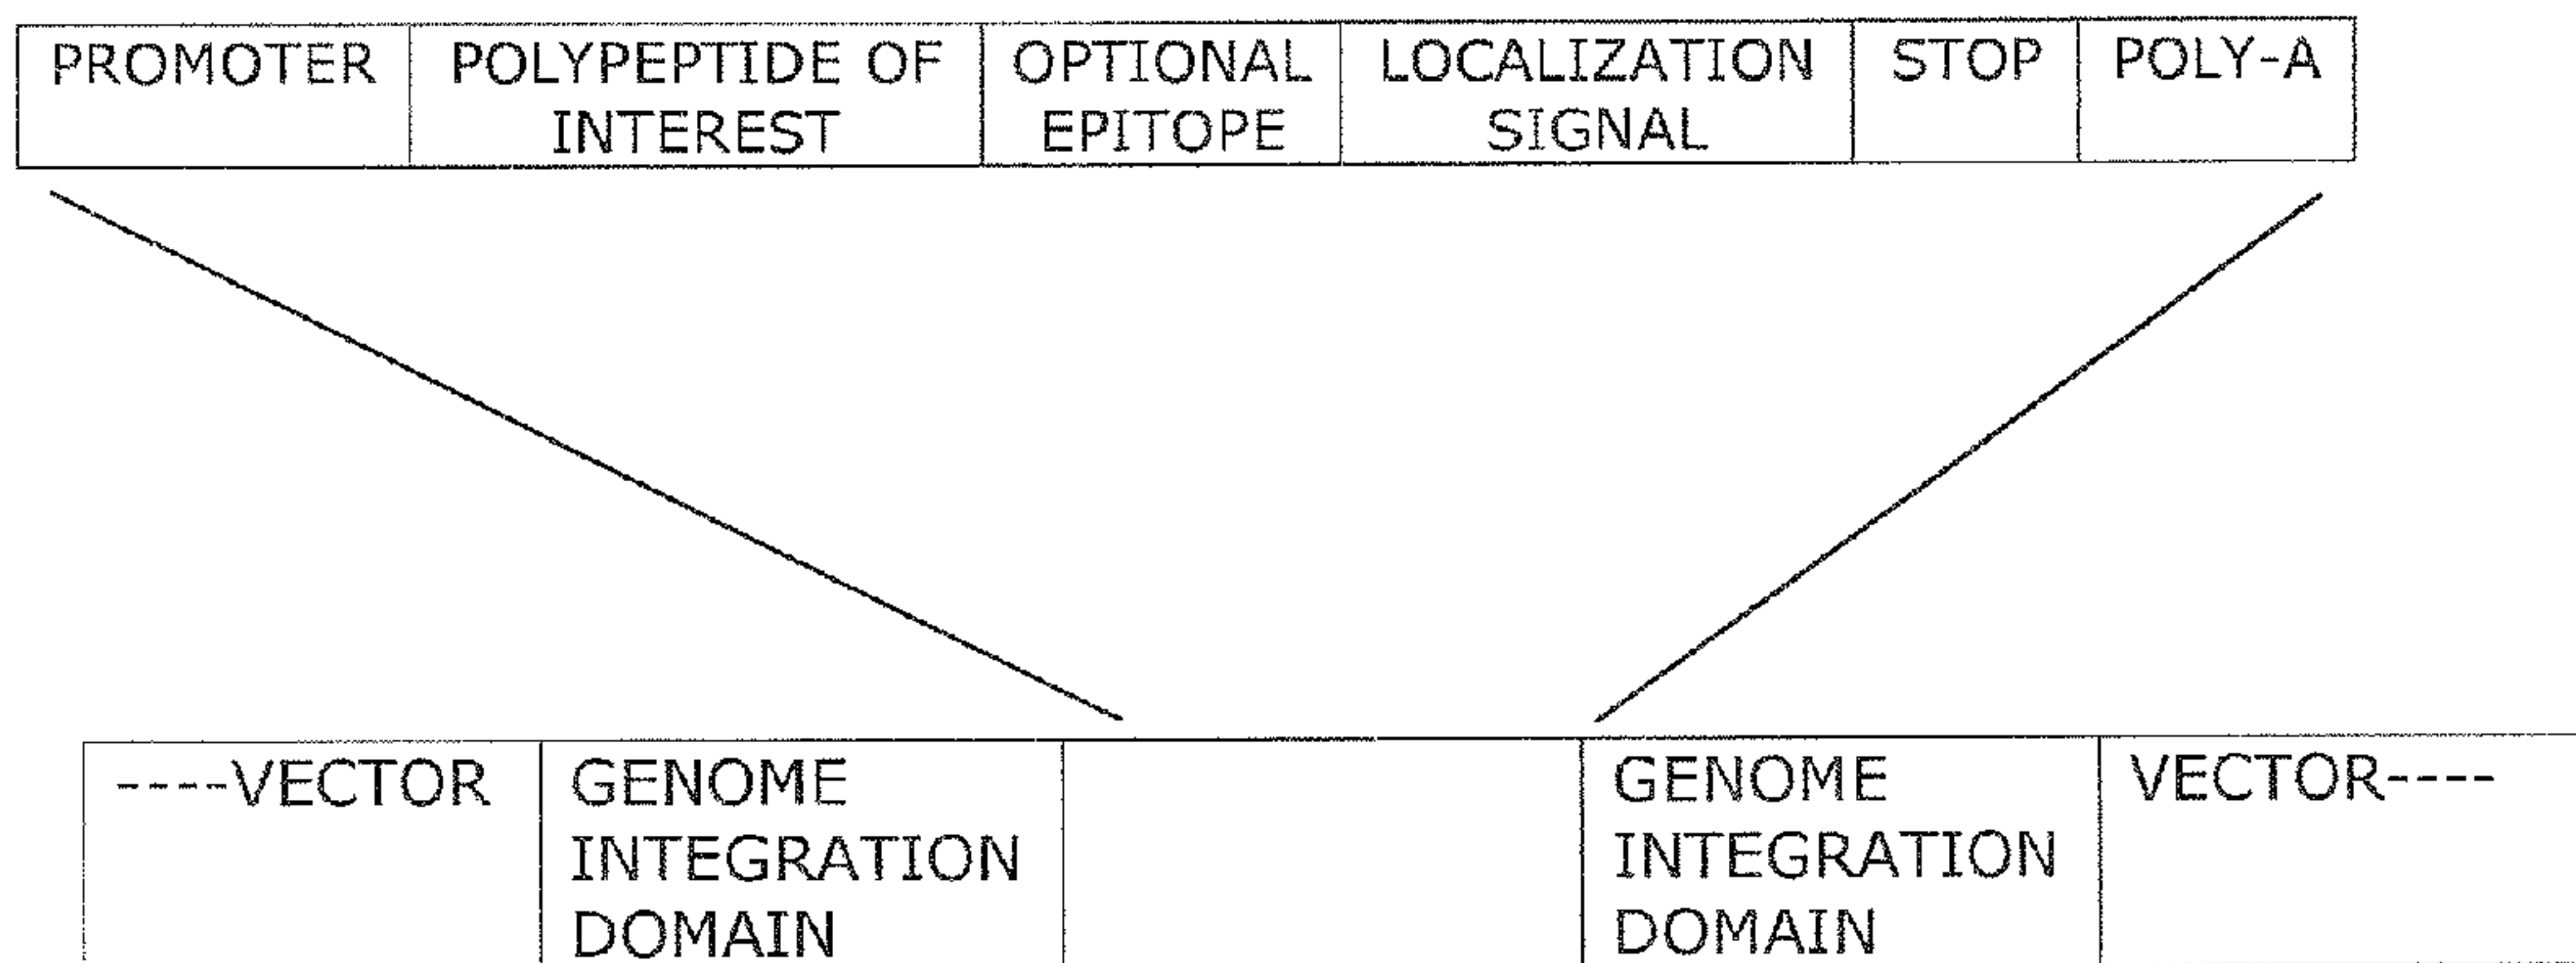 PROMOTER
POLYPEPTIDE OF
INTEREST
OPTIONAL
EPITOPE
LOCALIZATION
SIGNAL
STOP
POLY-A
----VECTOR
GENOME
INTEGRATION
DOMAIN
GENOME
INTEGRATION
DOMAIN
VECTOR----